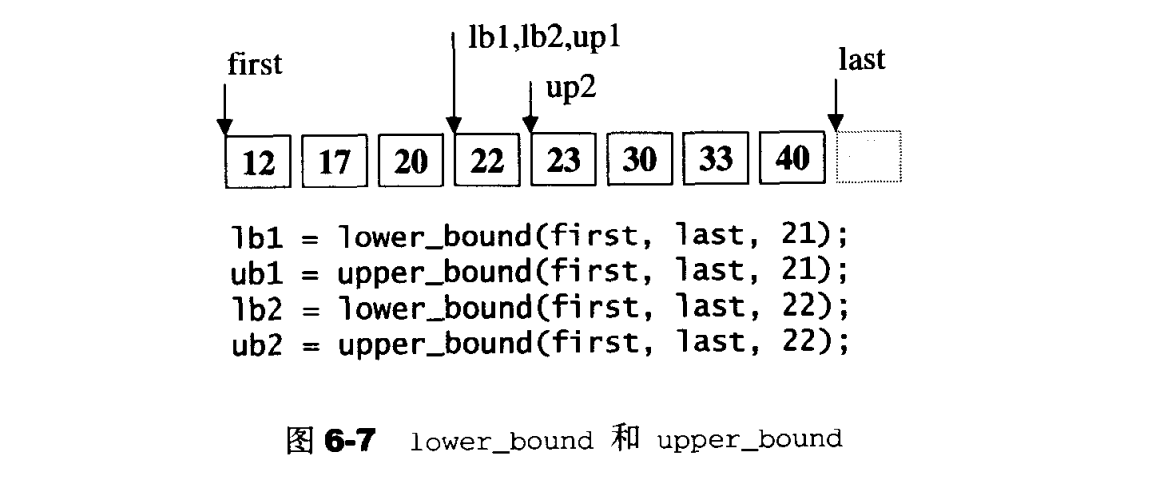 lb1,lb2,up1
first
last
up2
12 17 20 22 23 30 33 40
lb1 = lower_bound(first, last, 21);
ub1 = upper_bound(first, last, 21);
lb2 = lower_bound(first, last, 22);
ub2 = upper_bound(first, last, 22);
图 6-7 lower_bound 和 upper_bound